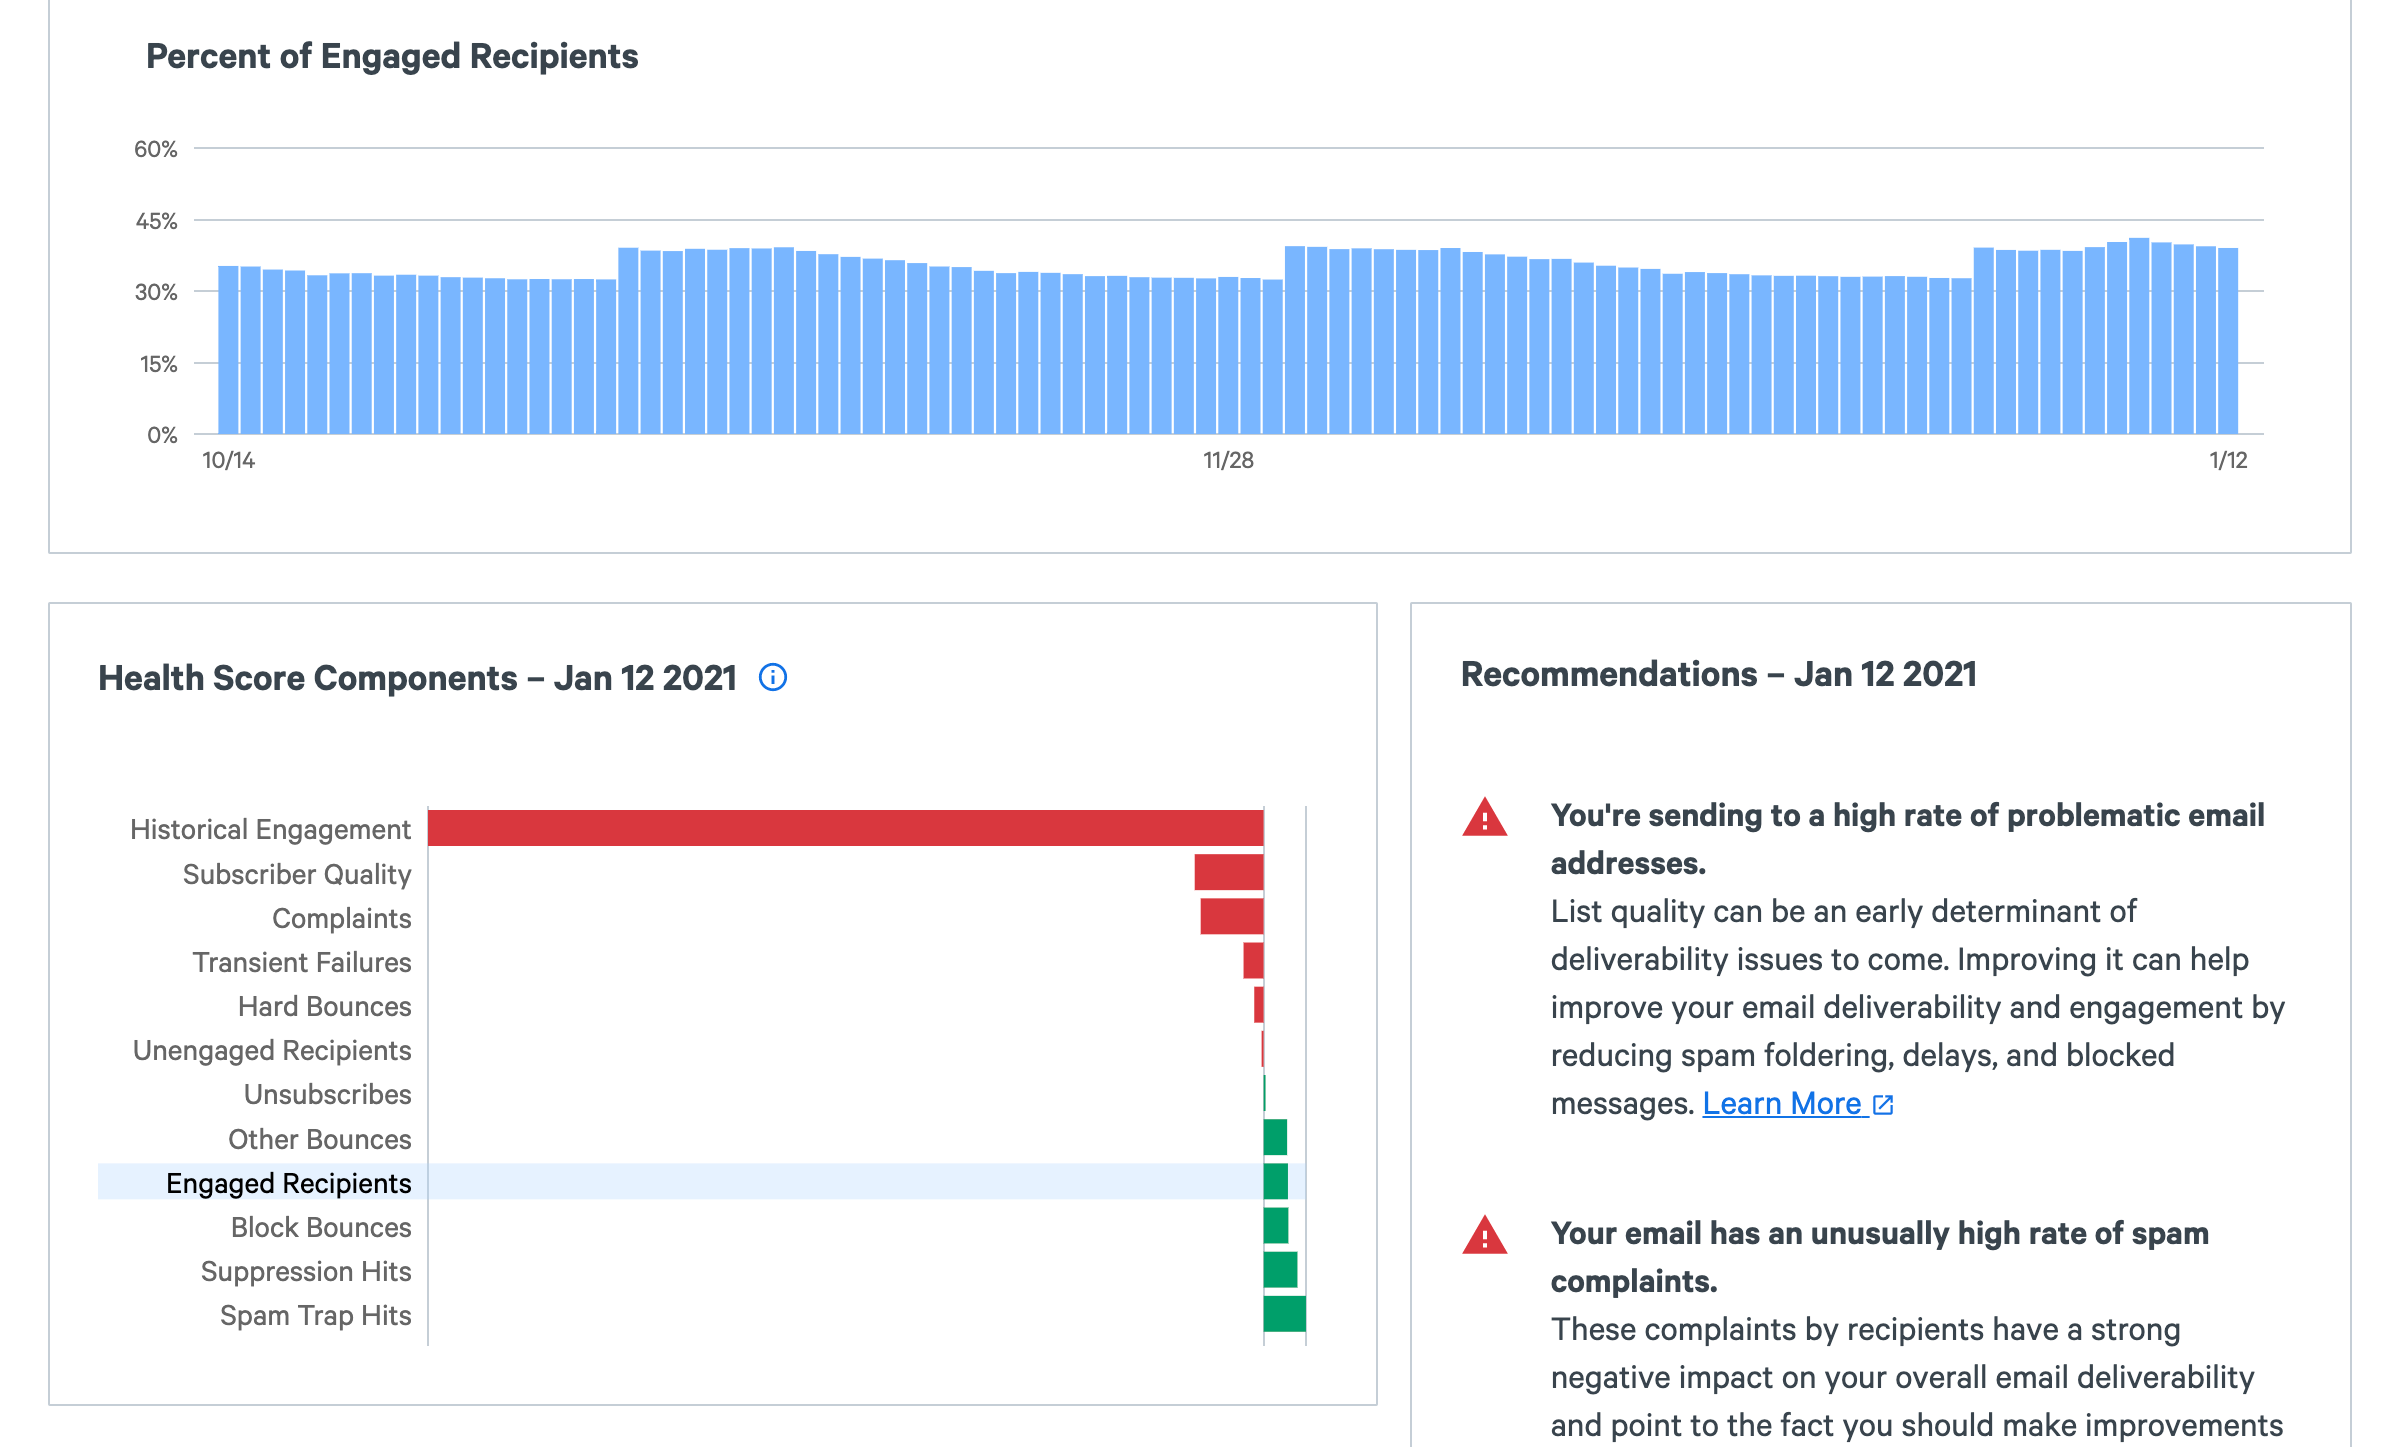 Percent of Engaged Recipients
60%
45%
30%
15%
0%
10/14
11/28
1/12
Health Score Components – Jan 12 2021
Historical Engagement
Subscriber Quality
Complaints
Transient Failures
Hard Bounces
Unengaged Recipients
Unsubscribes
Other Bounces
Engaged Recipients
Block Bounces
Suppression Hits
Spam Trap Hits
Recommendations – Jan 12 2021
You're sending to a high rate of problematic email
addresses.
List quality can be an early determinant of
deliverability issues to come. Improving it can help
improve your email deliverability and engagement by
reducing spam foldering, delays, and blocked
messages. Learn More
Your email has an unusually high rate of spam
complaints.
These complaints by recipients have a strong
negative impact on your overall email deliverability
and point to the fact you should make improvements